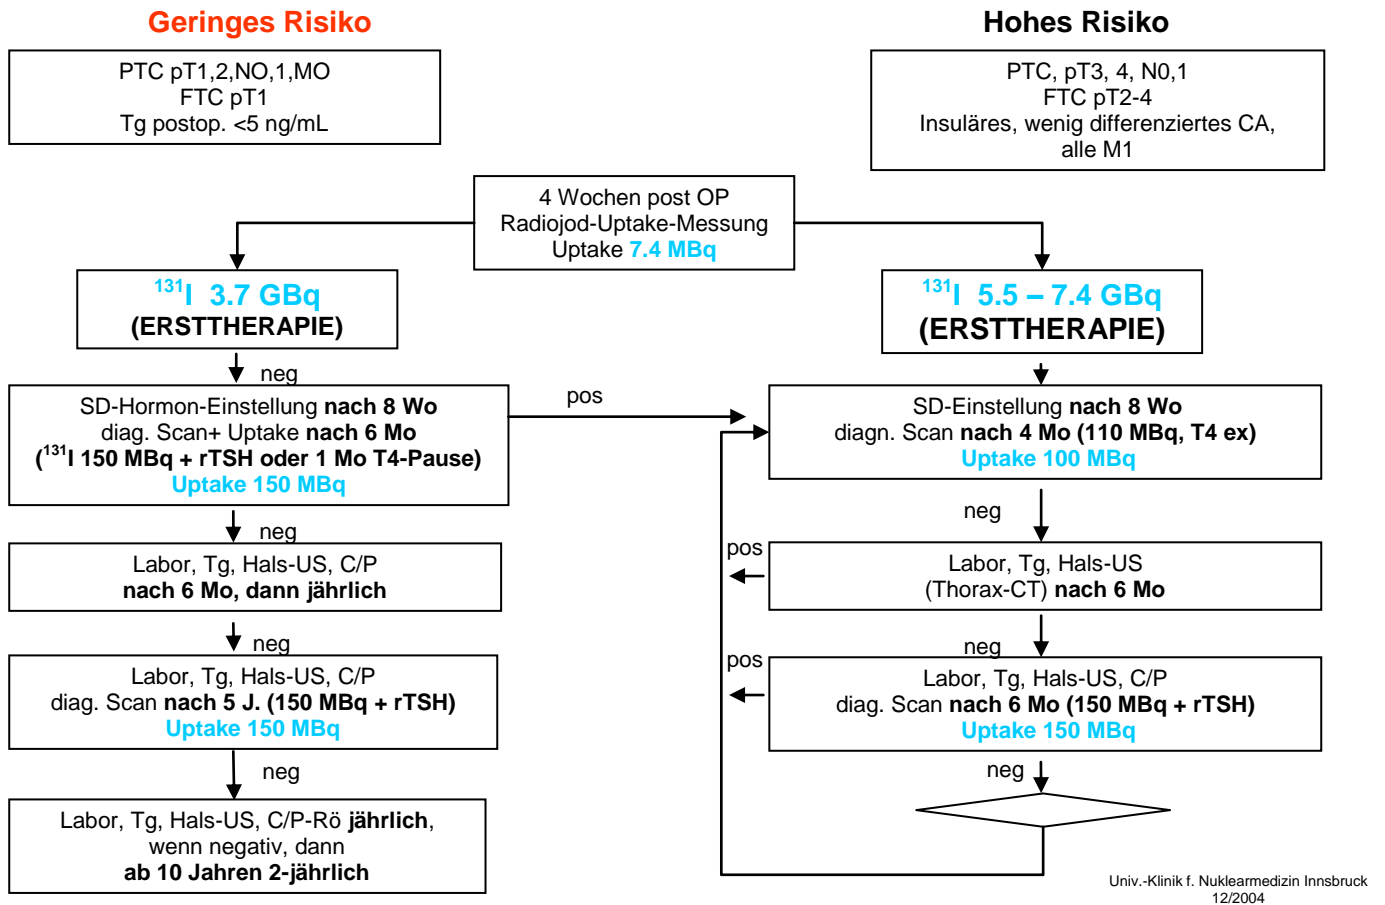 Geringes Risiko
Hohes Risiko
PTC pT1,2,NO,1,MO
FTC pT1
Tg postop. <5 ng/mL
PTC, pT3, 4, N0,1
FTC pT2-4
Insuläres, wenig differenziertes CA,
alle M1
4 Wochen post OP
Radiojod-Uptake-Messung
Uptake 7.4 MBq
131I 3.7 GBq
(ERSTTHERAPIE)
131I 5.5 – 7.4 GBq
(ERSTTHERAPIE)
neg
SD-Hormon-Einstellung nach 8 Wo
diag. Scan+ Uptake nach 6 Mo
(131I 150 MBq + rTSH oder 1 Mo T4-Pause)
Uptake 150 MBq
pos
SD-Einstellung nach 8 Wo
diagn. Scan nach 4 Mo (110 MBq, T4 ex)
Uptake 100 MBq
neg
neg
Labor, Tg, Hals-US, C/P
nach 6 Mo, dann jährlich
pos
Labor, Tg, Hals-US
(Thorax-CT) nach 6 Mo
neg
neg
Labor, Tg, Hals-US, C/P
diag. Scan nach 5 J. (150 MBq + rTSH)
Uptake 150 MBq
pos
Labor, Tg, Hals-US, C/P
diag. Scan nach 6 Mo (150 MBq + rTSH)
Uptake 150 MBq
neg
neg
Labor, Tg, Hals-US, C/P-Rö jährlich,
wenn negativ, dann
ab 10 Jahren 2-jährlich
Univ.-Klinik f. Nuklearmedizin Innsbruck
12/2004